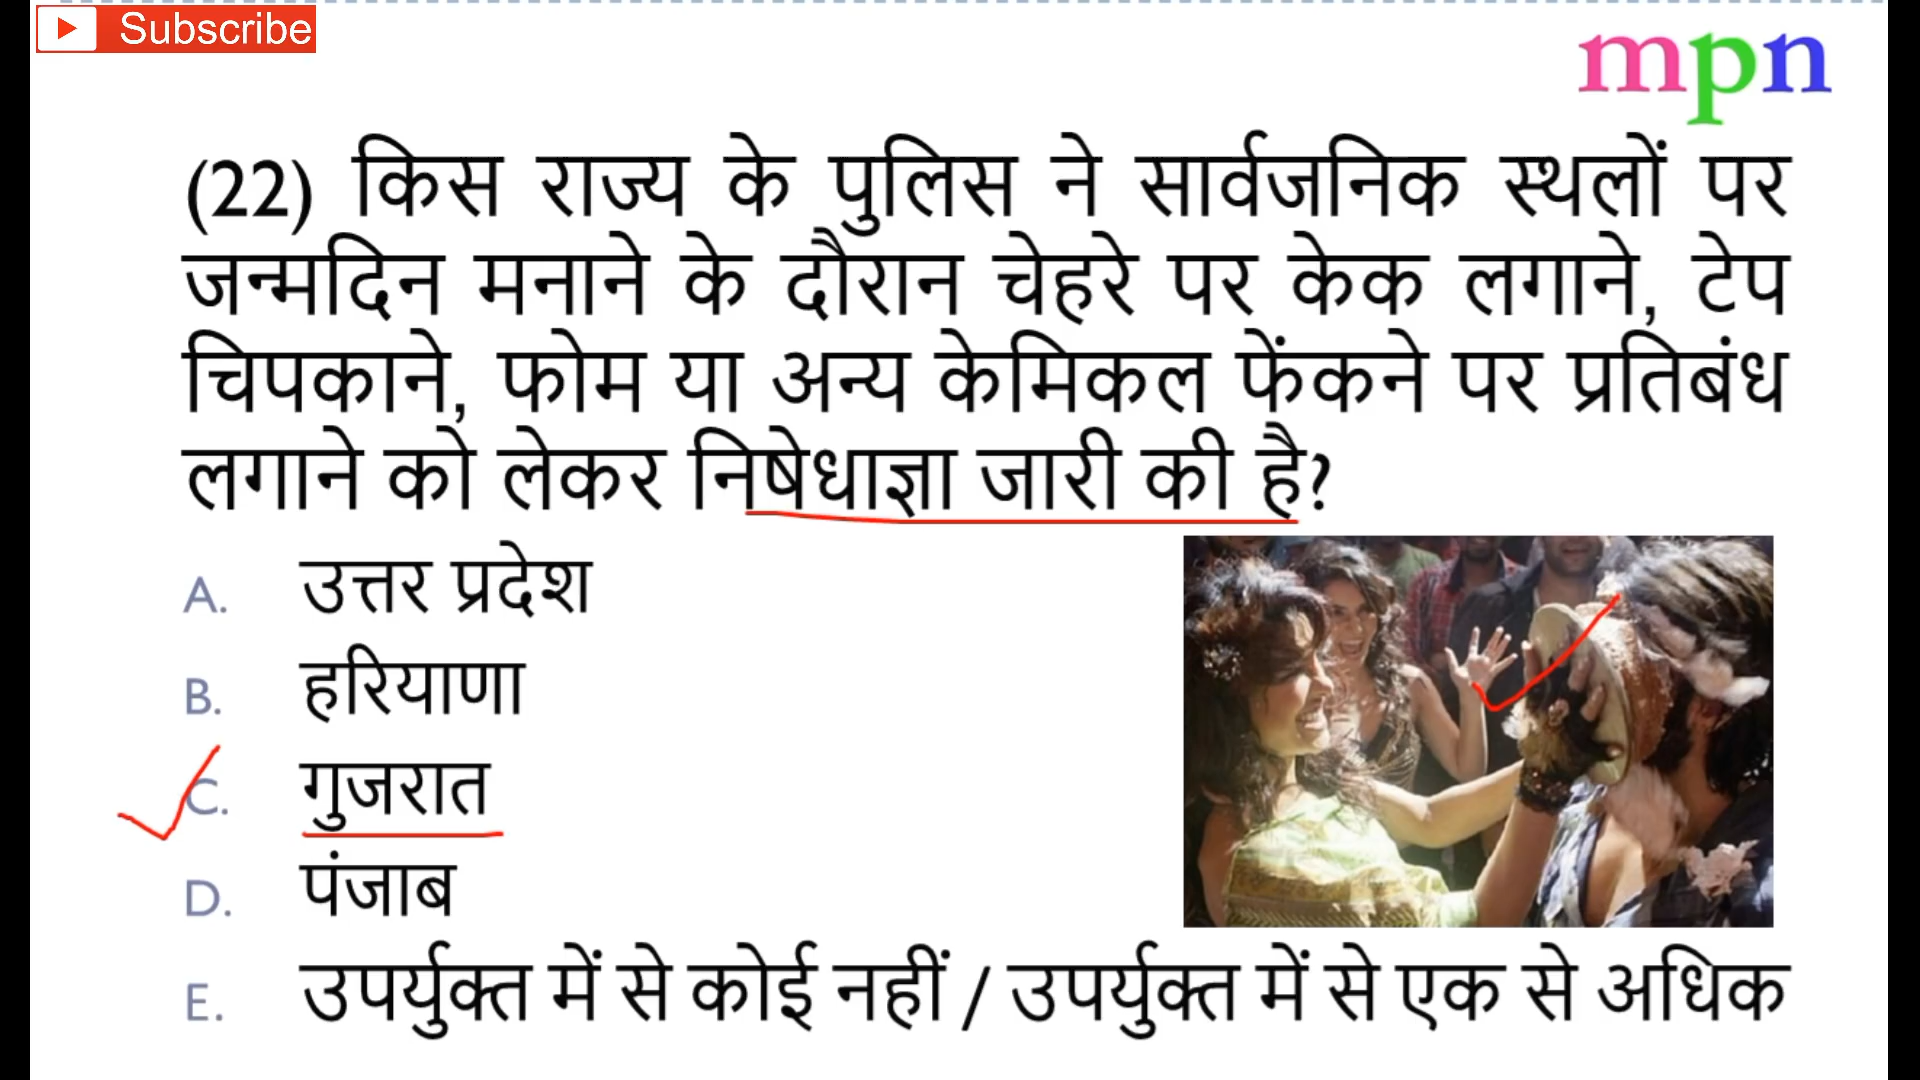 Subscribe
mpn
(22) किस राज्य के पुलिस ने सार्वजनिक स्थलों पर
जन्मदिन मनाने के दौरान चेहरे पर केक लगाने, टेप
चिपकाने, फोम या अन्य केमिकल फेंकने पर प्रतिबंध
लगाने को लेकर निषेधाज्ञा जारी की है?
A. उत्तर प्रदेश
B. हरियाणा
C. गुजरात
D. पंजाब
E. उपर्युक्त में से कोई नहीं / उपर्युक्त में से एक से अधिक